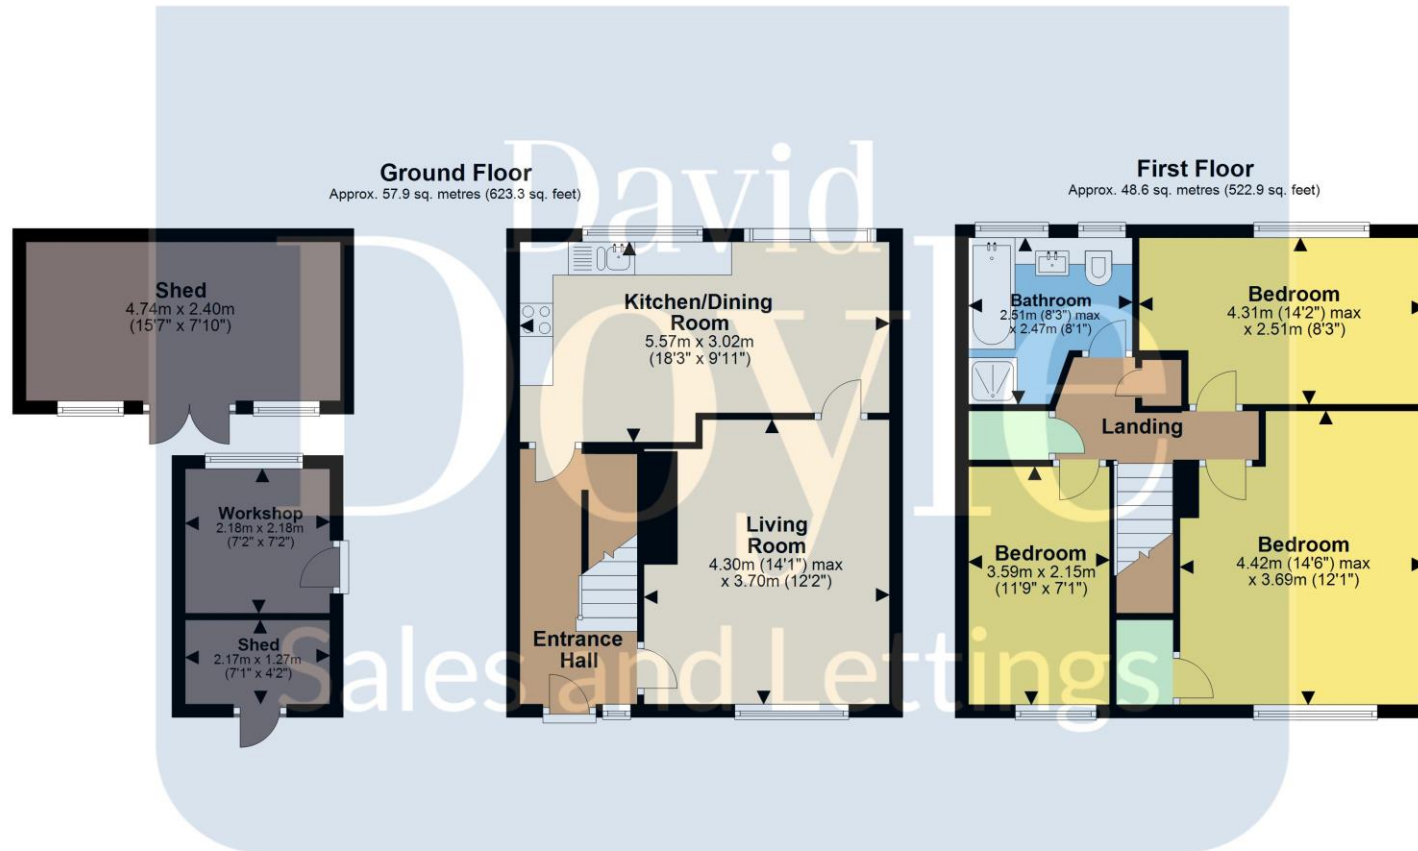 David
Doyle
Sales and Lettings
Ground Floor
Approx. 57.9 sq. metres (623.3 sq. feet)
First Floor
Approx. 48.6 sq. metres (522.9 sq. feet)
Shed
4.74m x 2.40m
(15'7" x 7'10")
Workshop
2.18m x 2.18m
(7'2" x 7'2")
Shed
2.17m x 1.27m
(7'1" x 4'2")
Kitchen/Dining
Room
5.57m x 3.02m
(18'3" x 9'11")
Living
Room
4.30m (14'1") max
x 3.70m (12'2")
Entrance
Hall
Bathroom
2.51m (8'3") max
x 2.47m (8'1")
Bedroom
4.31m (14'2") max
x 2.51m (8'3")
Landing
Bedroom
3.59m x 2.15m
(11'9" x 7'1")
Bedroom
4.42m (14'6") max
x 3.69m (12'1")